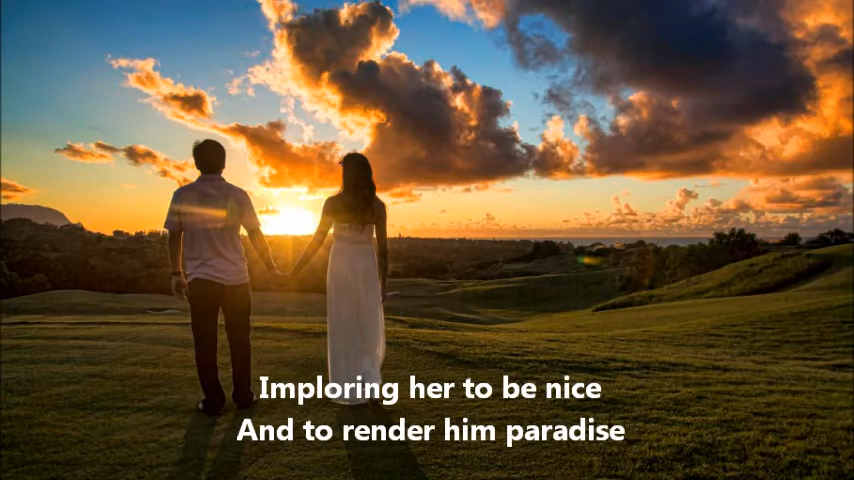 Imploring her to be nice
And to render him paradise